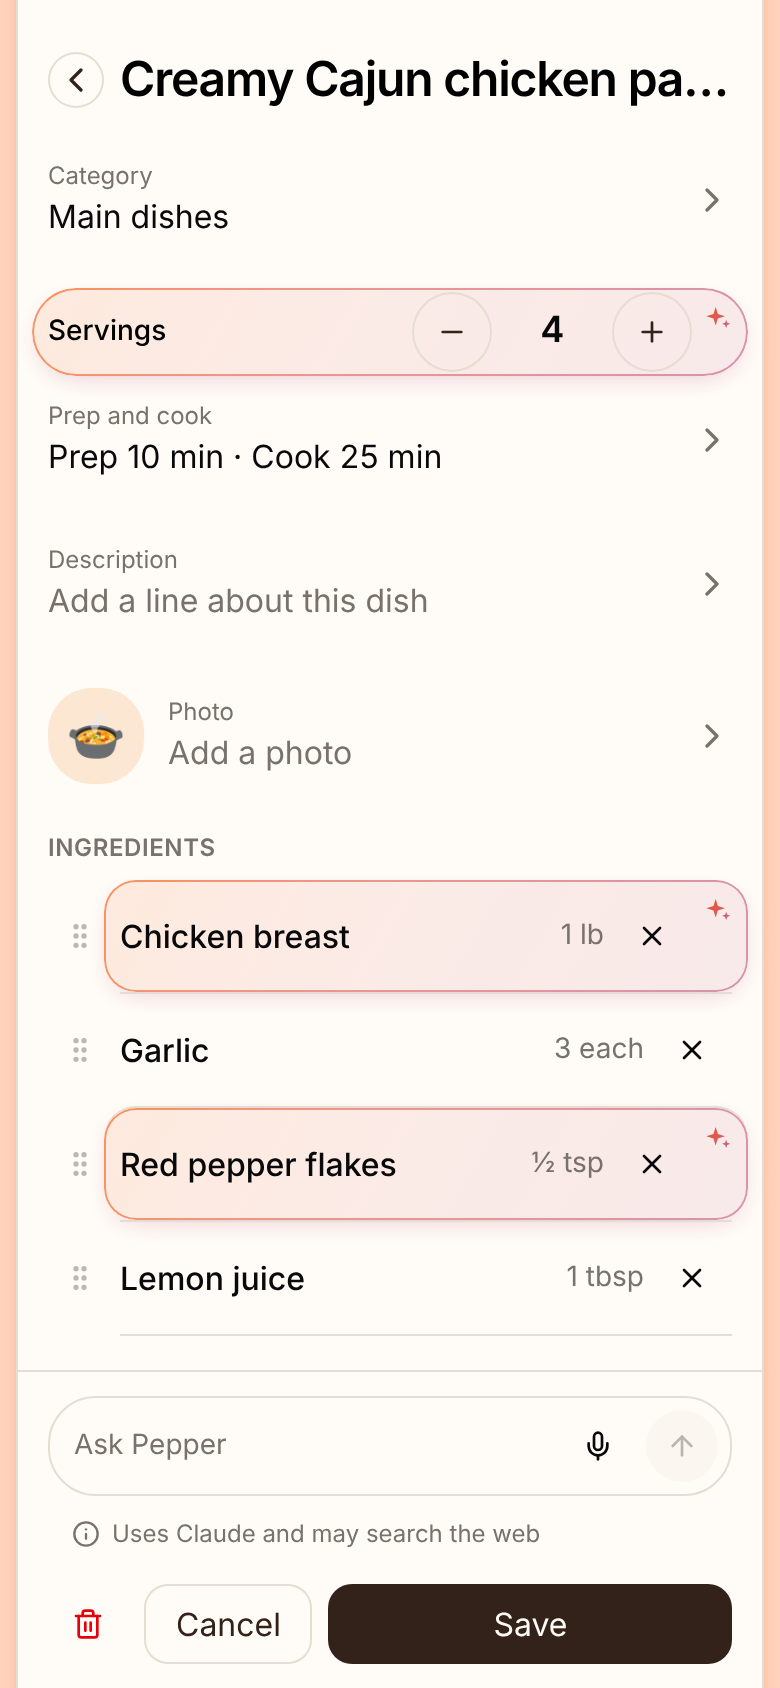 Creamy Cajun chicken pa...
Category
Main dishes
Servings
4
Prep and cook
Prep 10 min · Cook 25 min
Description
Add a line about this dish
Photo
Add a photo
INGREDIENTS
Chicken breast 1 lb
Garlic 3 each
Red pepper flakes ½ tsp
Lemon juice 1 tbsp
Ask Pepper
Uses Claude and may search the web
Cancel Save